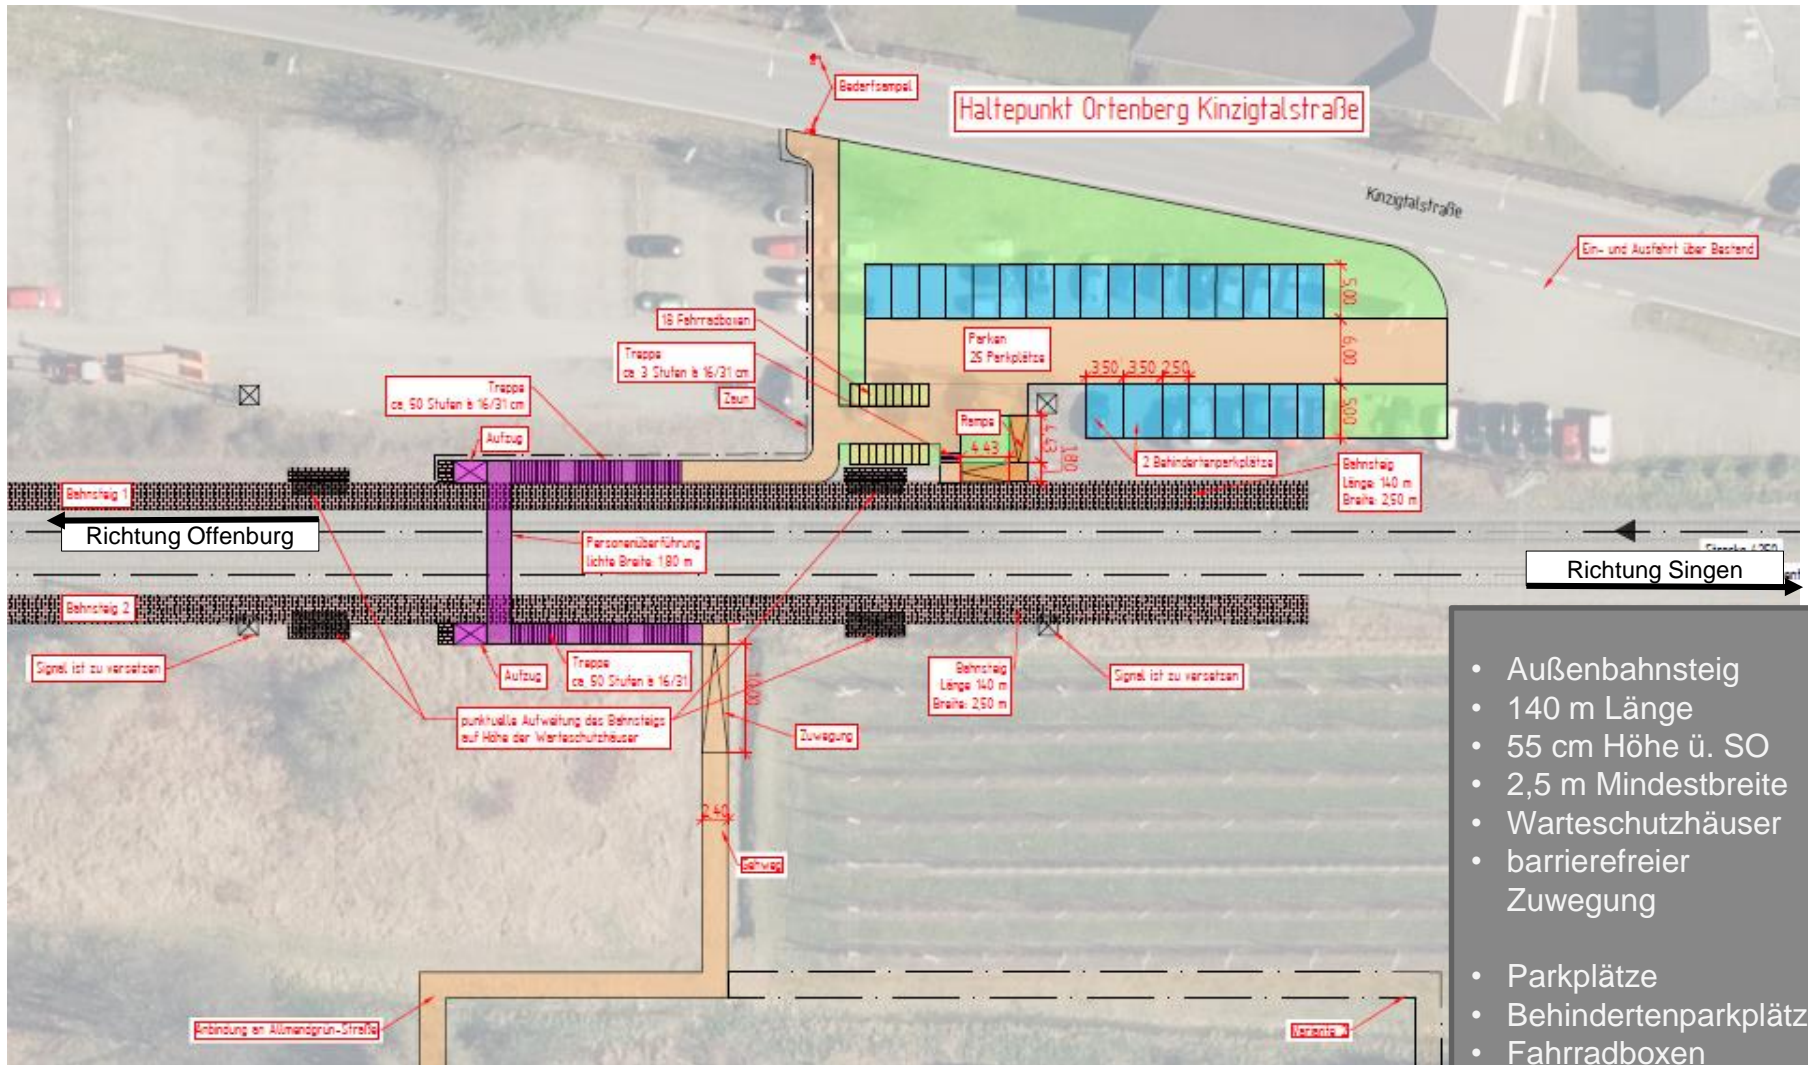 Bedarfsampel
Haltepunkt Ortenberg Kinzigtalstraße
Kinzigtalstraße
Ein- und Ausfahrt über Bestand
5,00
18 Fahrradboxen
Parken
25 Parkplätze
6,00
Treppe
ca. 3 Stufen à 16/31 cm
3,50 3,50 2,50
Treppe
ca. 50 Stufen à 16/31 cm
Zaun
5,00
Rampe
4,43
4,43
1,80
Aufzug
2 Behindertenparkplätze
Bahnsteig
Länge: 140 m
Breite: 2,50 m
Bahnsteig 1
Richtung Offenburg
Personenüberführung
lichte Breite: 1,80 m
Richtung Singen
Bahnsteig 2
Signal ist zu versetzen
Aufzug
Treppe
ca. 50 Stufen à 16/31
Bahnsteig
Länge 140 m
Breite: 2,50 m
Signal ist zu versetzen
10,00
punktuelle Aufweitung des Bahnsteigs
auf Höhe der Warteschutzhäuser
Zuwegung
2,40
Gehweg
Anbindung an Allmendgrün-Straße
• Außenbahnsteig
• 140 m Länge
• 55 cm Höhe ü. SO
• 2,5 m Mindestbreite
• Warteschutzhäuser
• barrierefreier
Zuwegung
• Parkplätze
• Behindertenparkplätz
• Fahrradboxen